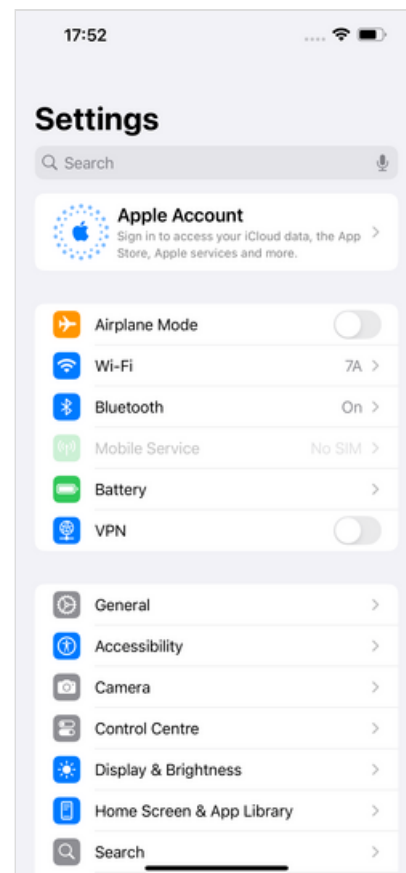 17:52
Settings
Search
Apple Account
Sign in to access your iCloud data, the App
Store, Apple services and more.
Airplane Mode
Wi-Fi 7A
Bluetooth On
Mobile Service No SIM
Battery
VPN
General
Accessibility
Camera
Control Centre
Display & Brightness
Home Screen & App Library
Search